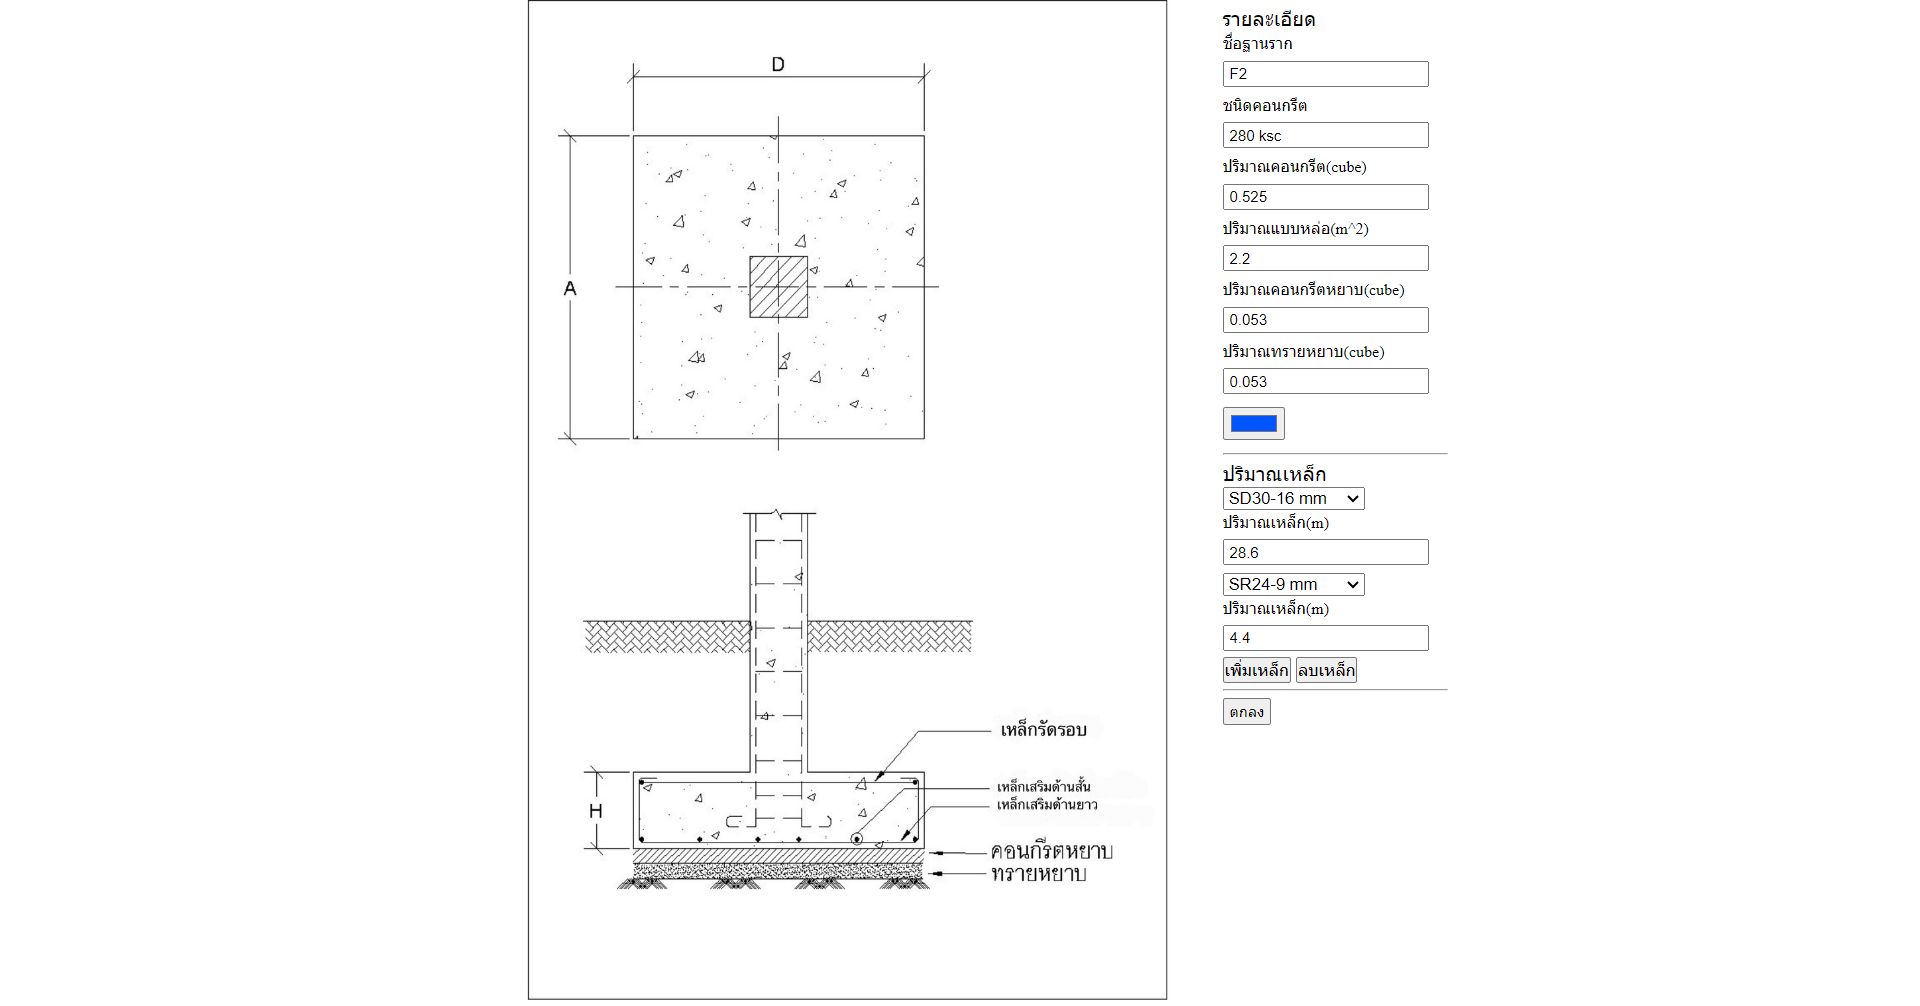 D
A
H
เหล็กรัดรอบ
เหล็กเสริมด้านสั้น
เหล็กเสริมด้านยาว
คอนกรีตหยาบ
ทรายหยาบ
รายละเอียด
ชื่อฐานราก
F2
ชนิดคอนกรีต
280 ksc
ปริมาณคอนกรีต(cube)
0.525
ปริมาณแบบหล่อ(m^2)
2.2
ปริมาณคอนกรีตหยาบ(cube)
0.053
ปริมาณทรายหยาบ(cube)
0.053
ปริมาณเหล็ก
SD30-16 mm
ปริมาณเหล็ก(m)
28.6
SR24-9 mm
ปริมาณเหล็ก(m)
4.4
เพิ่มเหล็ก ลบเหล็ก
ตกลง